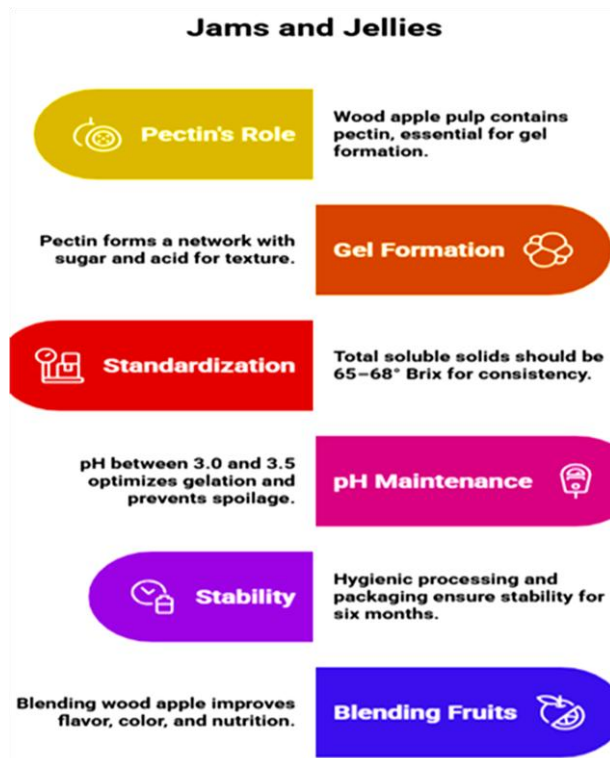 Jams and Jellies
Pectin's Role
Wood apple pulp contains
pectin, essential for gel
formation.
Pectin forms a network with
sugar and acid for texture.
Gel Formation
Standardization
Total soluble solids should be
65–68° Brix for consistency.
pH between 3.0 and 3.5
optimizes gelation and
prevents spoilage.
pH Maintenance
Stability
Hygienic processing and
packaging ensure stability for
six months.
Blending wood apple improves
flavor, color, and nutrition.
Blending Fruits